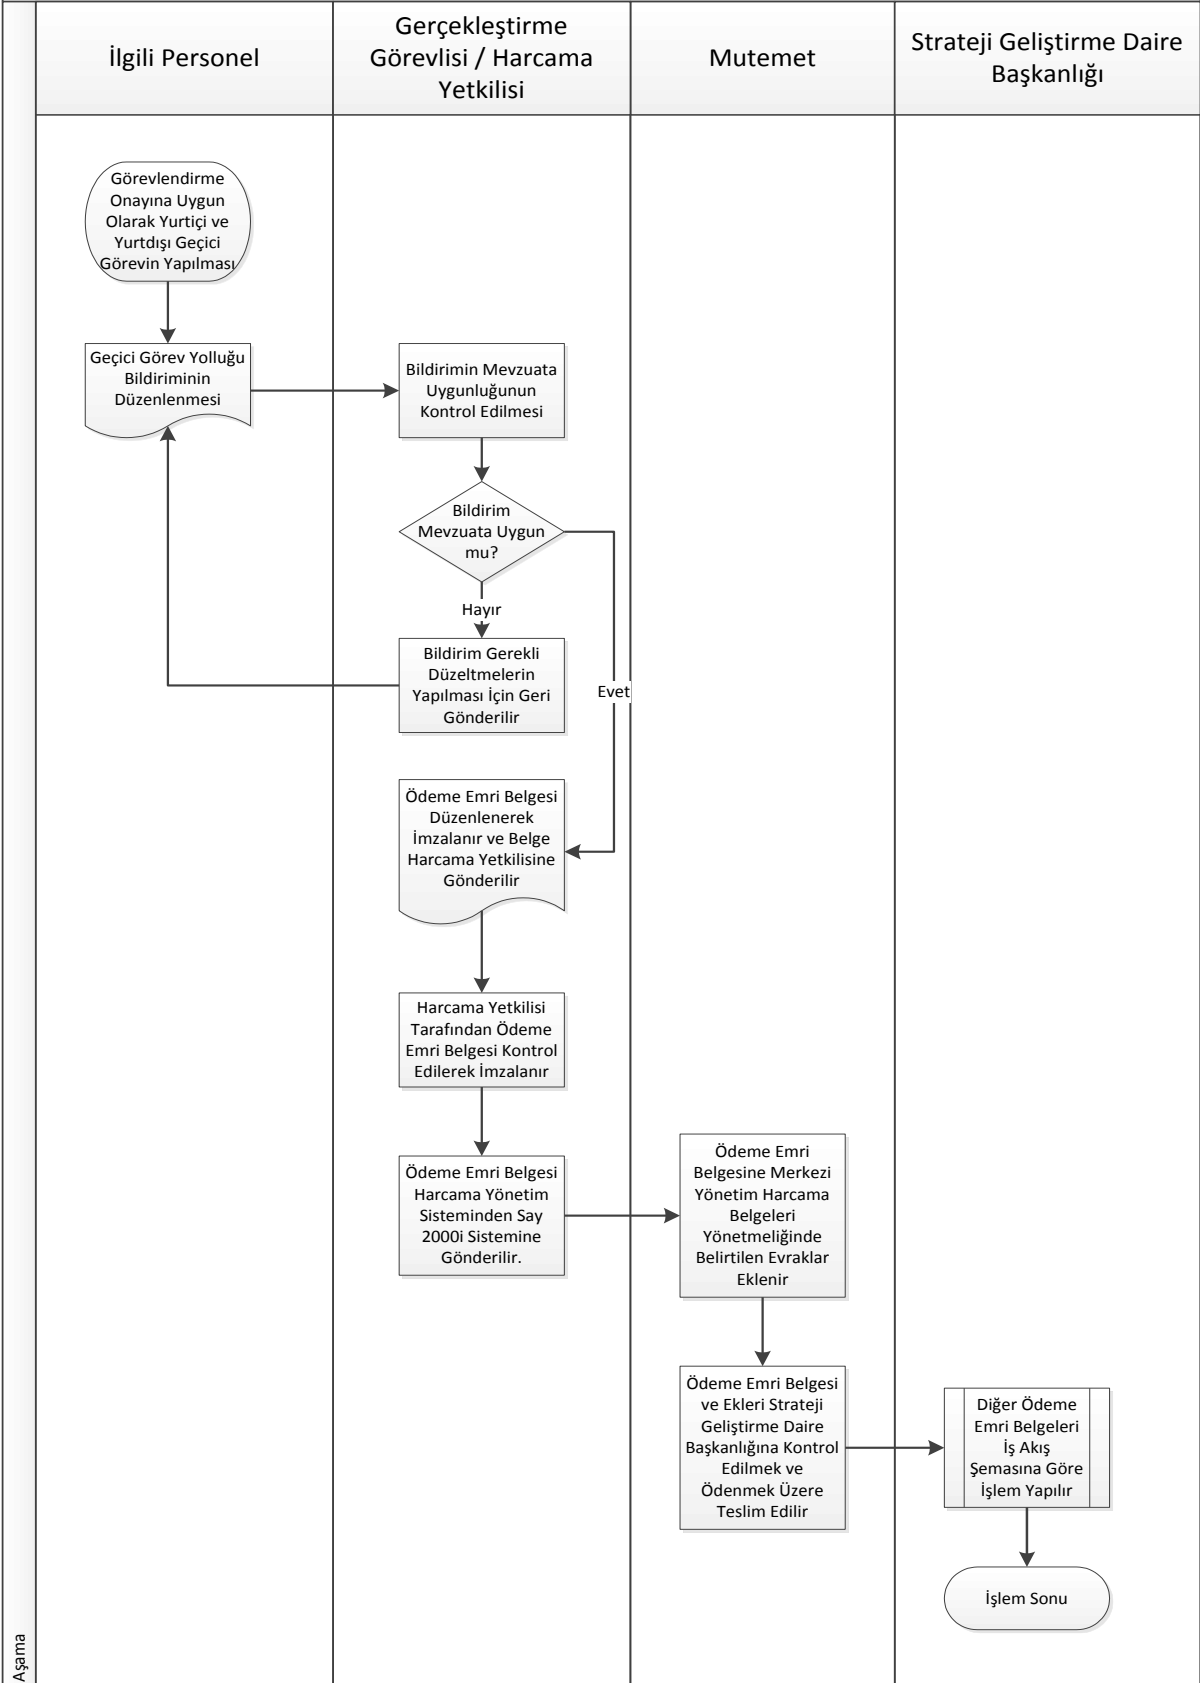 İlgili Personel
Gerçekleştirme
Görevlisi / Harcama
Yetkilisi
Mutemet
Strateji Geliştirme Daire
Başkanlığı
Görevlendirme
Onayına Uygun
Olarak Yurtiçi ve
Yurtdışı Geçici
Görevin Yapılması
Geçici Görev Yolluğu
Bildiriminin
Düzenlenmesi
Bildirimin Mevzuata
Uygunluğunun
Kontrol Edilmesi
Bildirim
Mevzuata Uygun
mu?
Hayır
Bildirim Gerekli
Düzeltmelerin
Yapılması İçin Geri
Gönderilir
Evet
Ödeme Emri Belgesi
Düzenlenerek
İmzalanır ve Belge
Harcama Yetkilisine
Gönderilir
Harcama Yetkilisi
Tarafından Ödeme
Emri Belgesi Kontrol
Edilerek İmzalanır
Ödeme Emri Belgesi
Harcama Yönetim
Sisteminden Say
2000i Sistemine
Gönderilir.
Ödeme Emri
Belgesine Merkezi
Yönetim Harcama
Belgeleri
Yönetmeliğinde
Belirtilen Evraklar
Eklenir
Ödeme Emri Belgesi
ve Ekleri Strateji
Geliştirme Daire
Başkanlığına Kontrol
Edilmek ve
Ödenmek Üzere
Teslim Edilir
Diğer Ödeme
Emri Belgeleri
İş Akış
Şemasına Göre
İşlem Yapılır
İşlem Sonu
Aşama